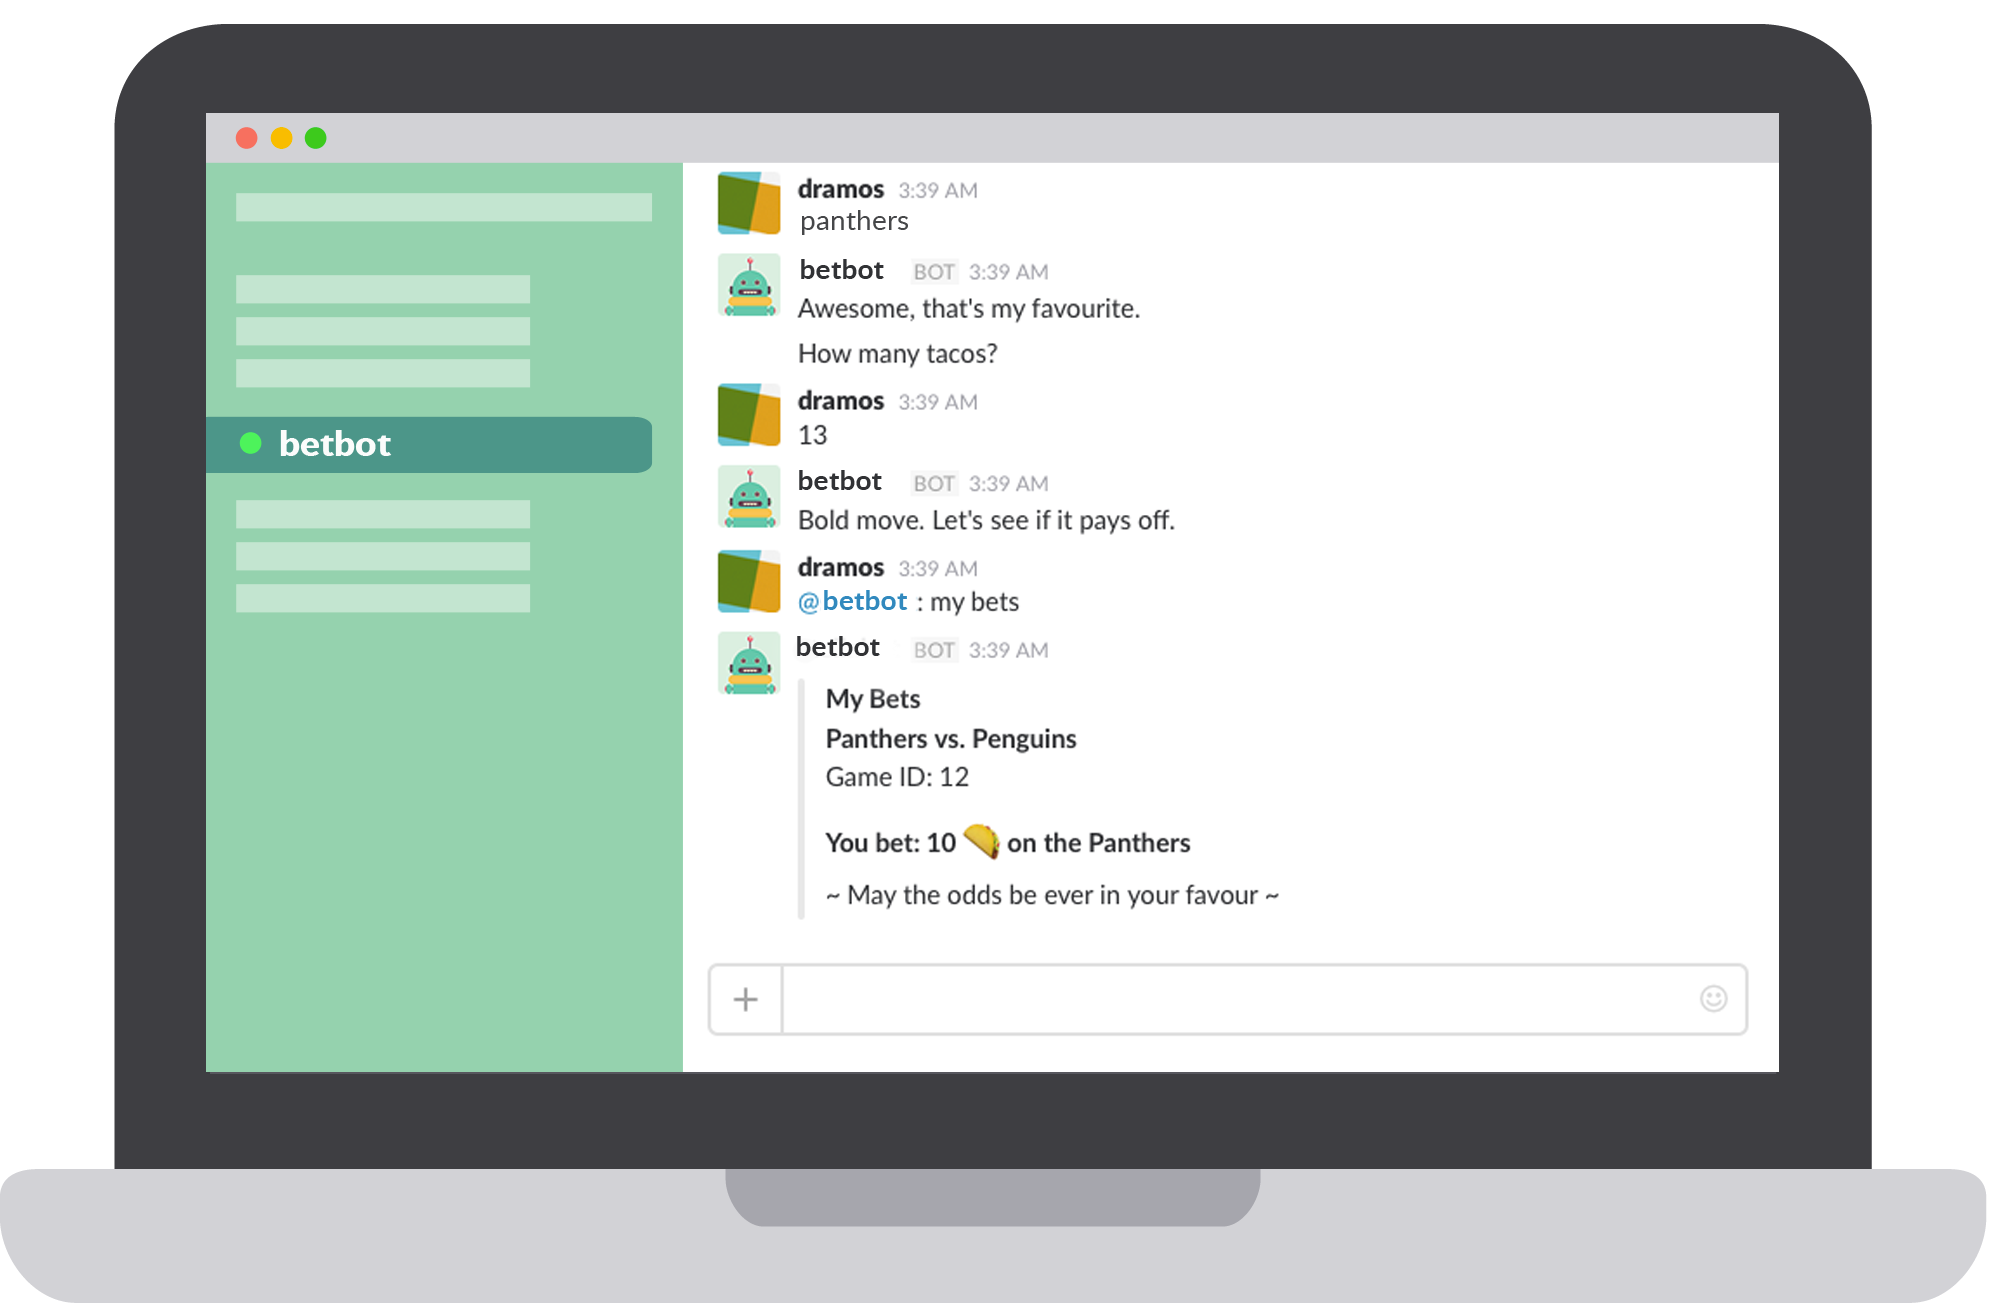 betbot
dramos 3:39 AM
panthers
betbot BOT 3:39 AM
Awesome, that's my favourite.
How many tacos?
dramos 3:39 AM
13
betbot BOT 3:39 AM
Bold move. Let's see if it pays off.
dramos 3:39 AM
@betbot : my bets
betbot BOT 3:39 AM
My Bets
Panthers vs. Penguins
Game ID: 12
You bet: 10 🌮 on the Panthers
~ May the odds be ever in your favour ~